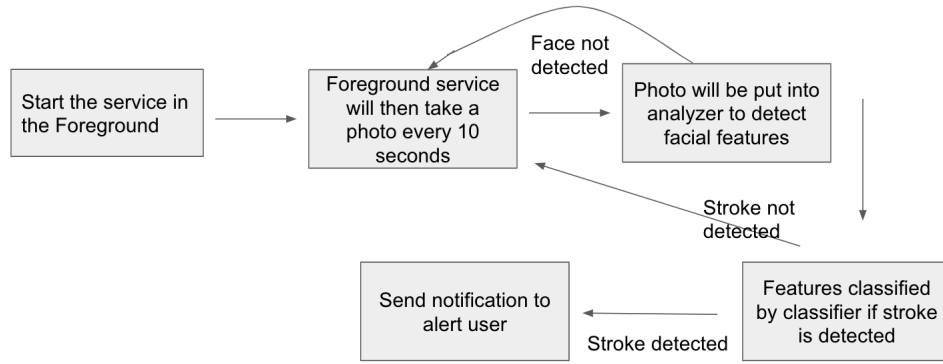 Face not
detected
Start the service in
the Foreground
Foreground service
will then take a
photo every 10
seconds
Photo will be put into
analyzer to detect
facial features
Stroke not
detected
Features classified
by classifier if stroke
is detected
Stroke detected
Send notification to
alert user